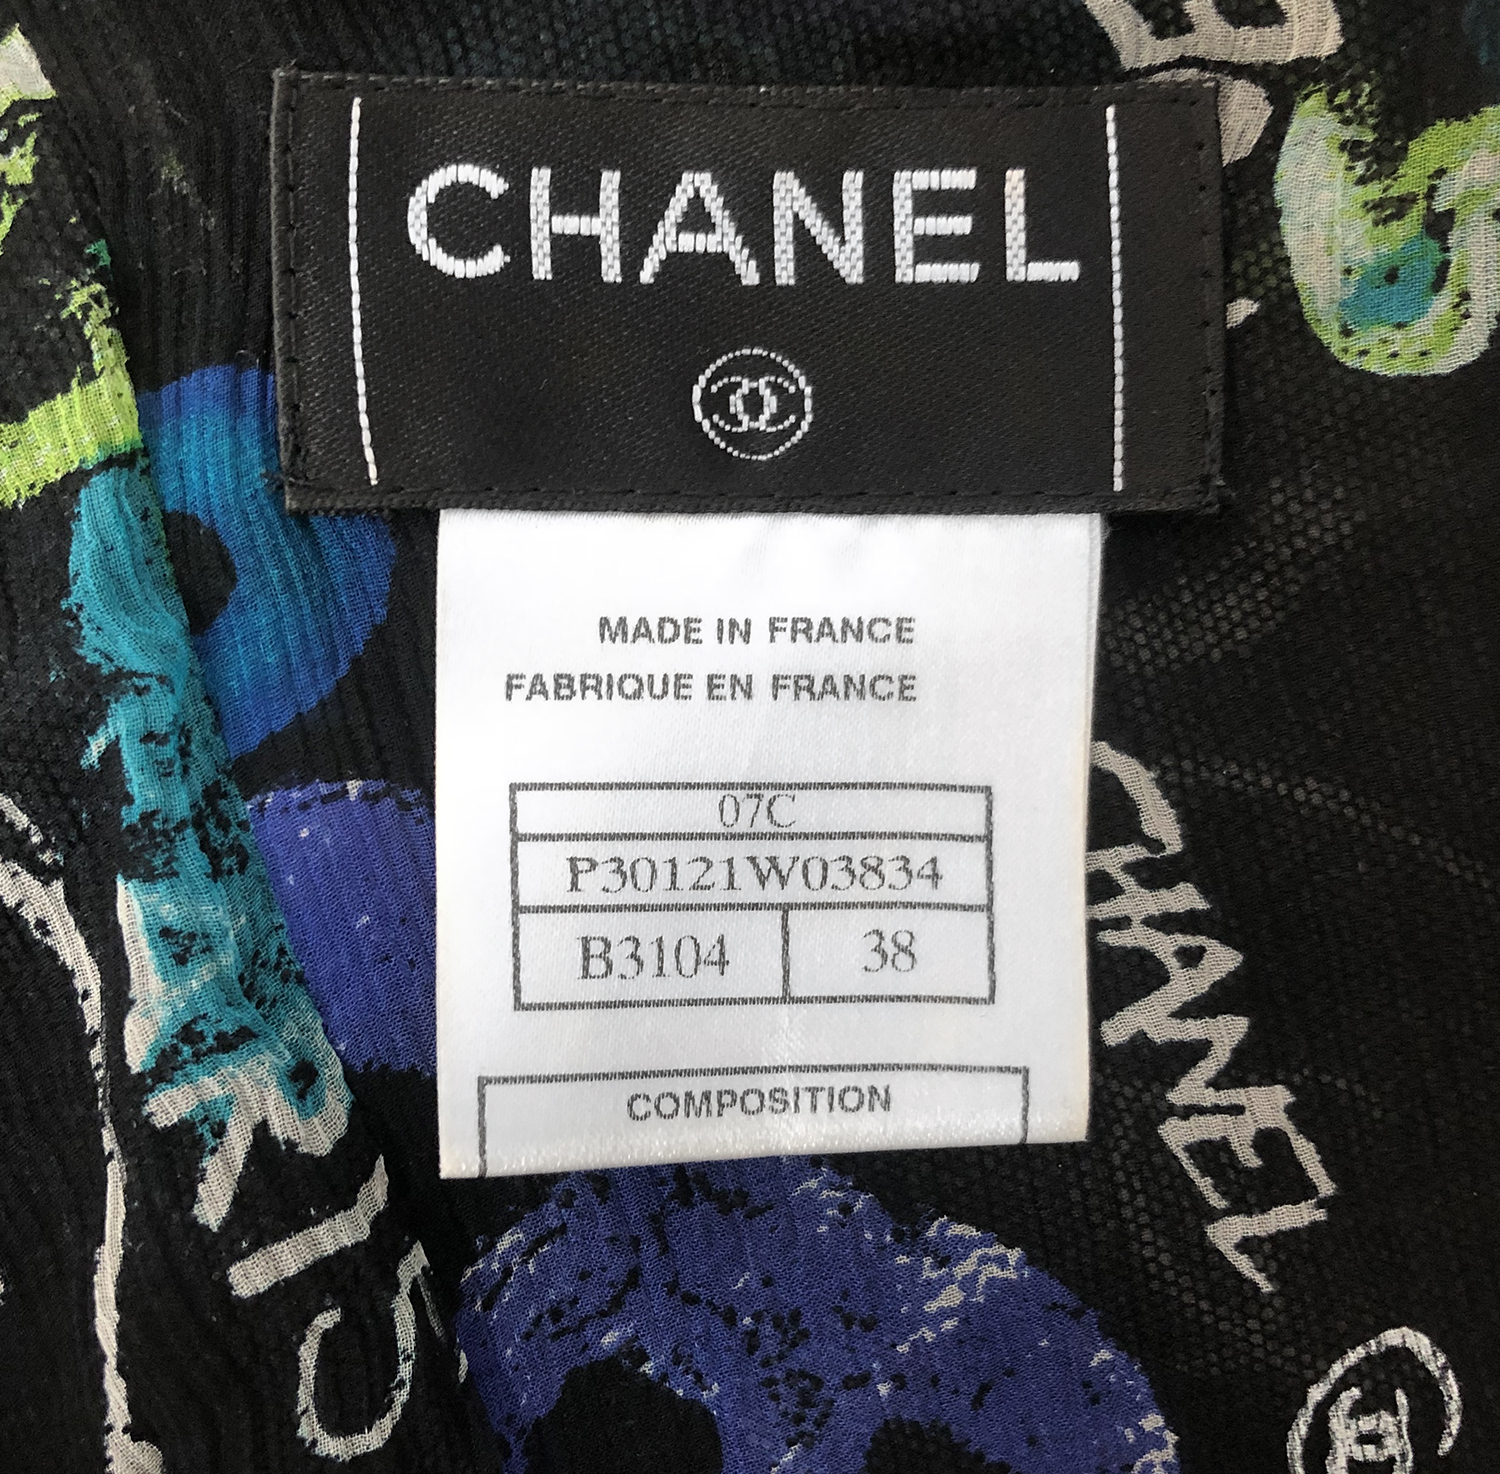 CHANEL
MADE IN FRANCE
FABRIQUE EN FRANCE
07C
P30121W03834
B3104 38
COMPOSITION
CHANEL